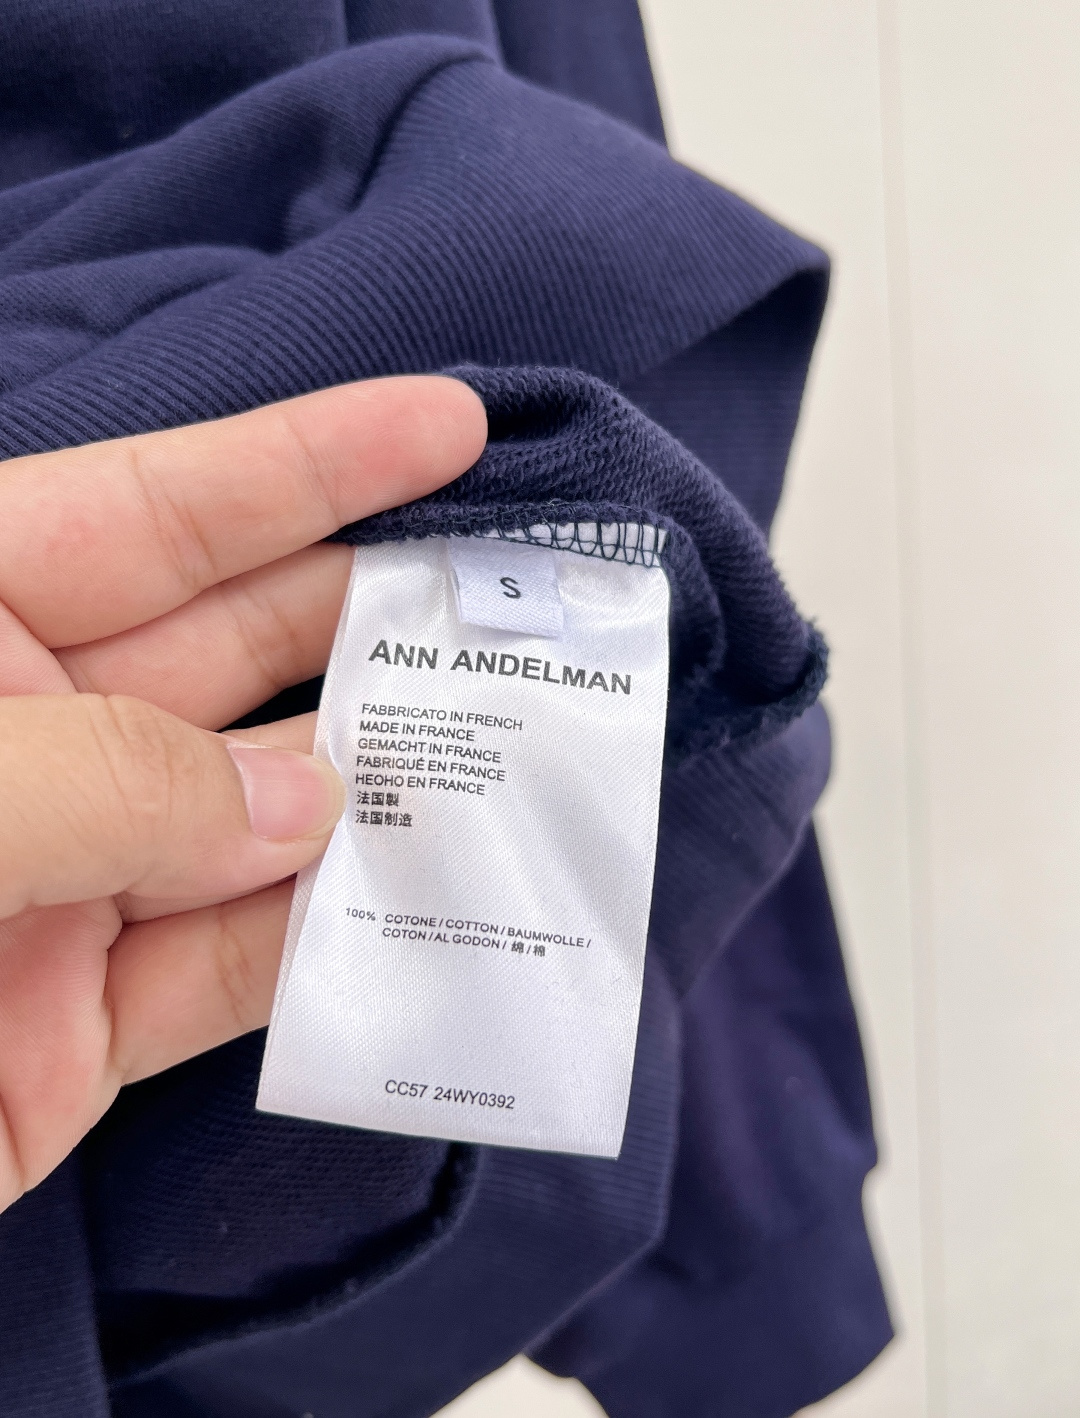 S
ANN ANDELMAN
FABBRICATO IN FRENCH
MADE IN FRANCE
GEMACHT IN FRANCE
FABRIQUÉ EN FRANCE
HEOHO EN FRANCE
法国製
法国制造
100% COTONE / COTTON / BAUMWOLLE /
COTON / AL GODON / 綿 / 棉
CC57 24WY0392